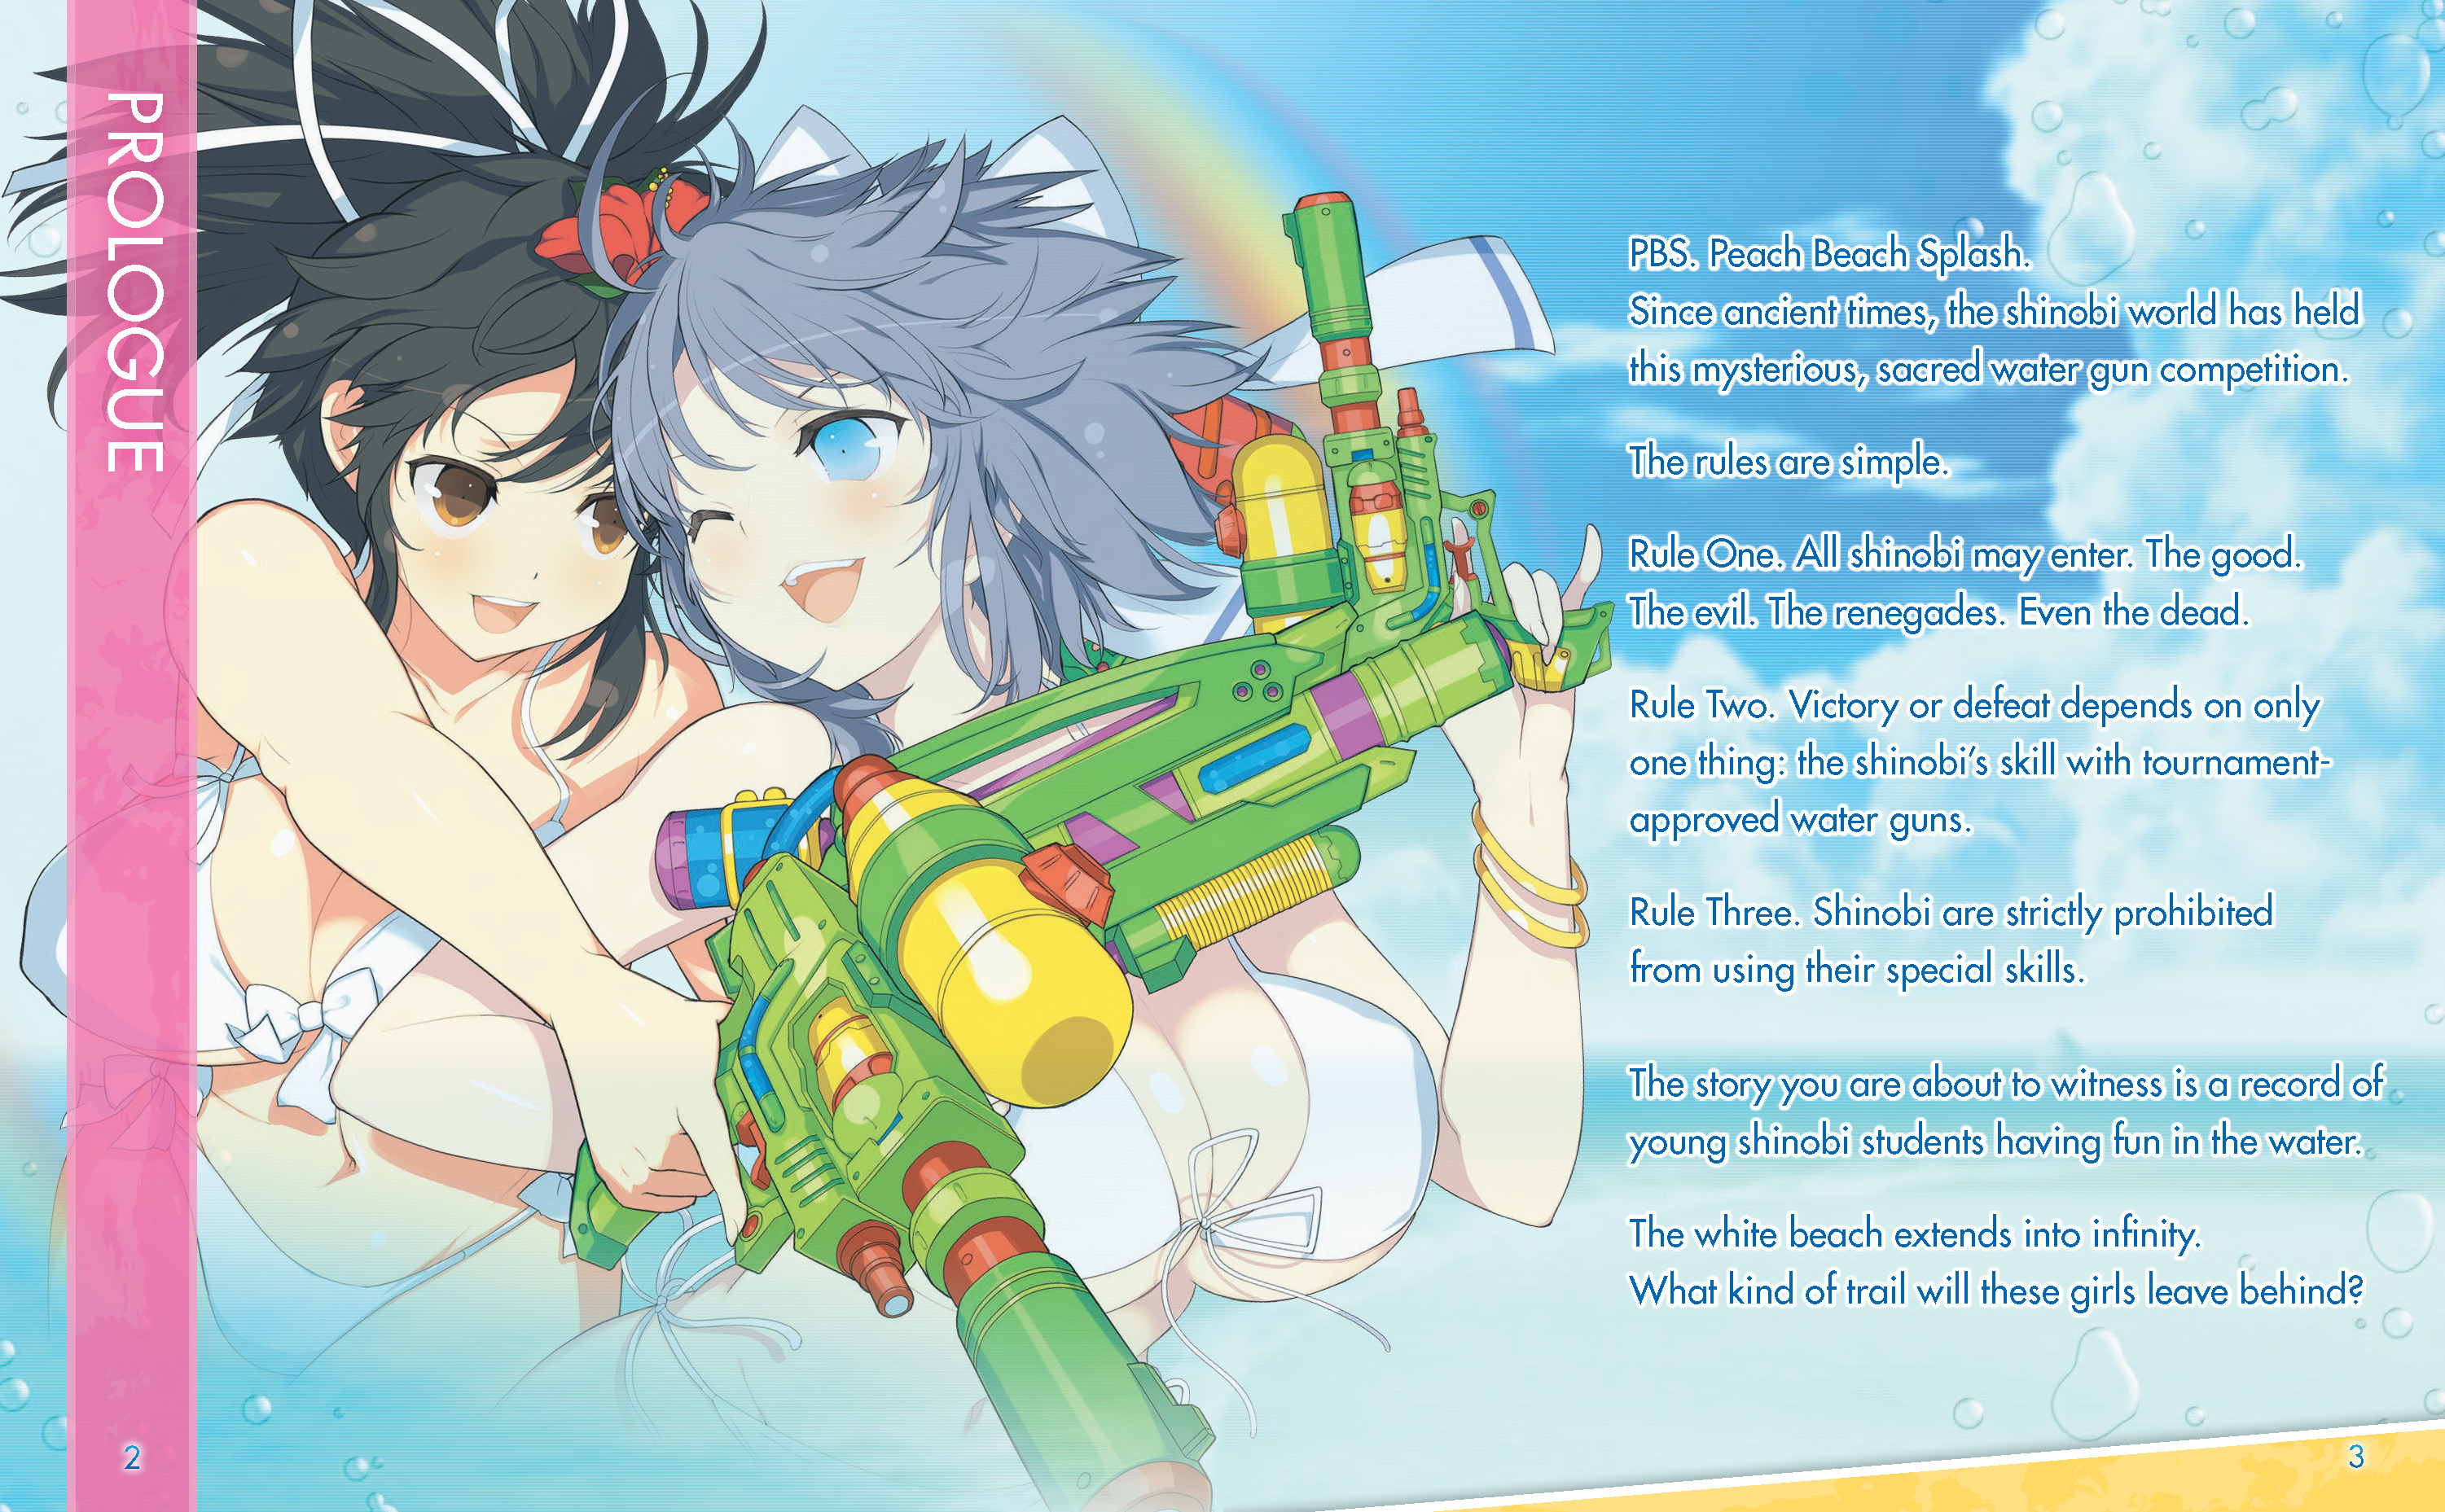 PROLOGUE
PBS. Peach Beach Splash.
Since ancient times, the shinobi world has held
this mysterious, sacred water gun competition.
The rules are simple.
Rule One. All shinobi may enter. The good.
The evil. The renegades. Even the dead.
Rule Two. Victory or defeat depends on only
one thing: the shinobi's skill with tournament-
approved water guns.
Rule Three. Shinobi are strictly prohibited
from using their special skills.
The story you are about to witness is a record of
young shinobi students having fun in the water.
The white beach extends into infinity.
What kind of trail will these girls leave behind?
2
3